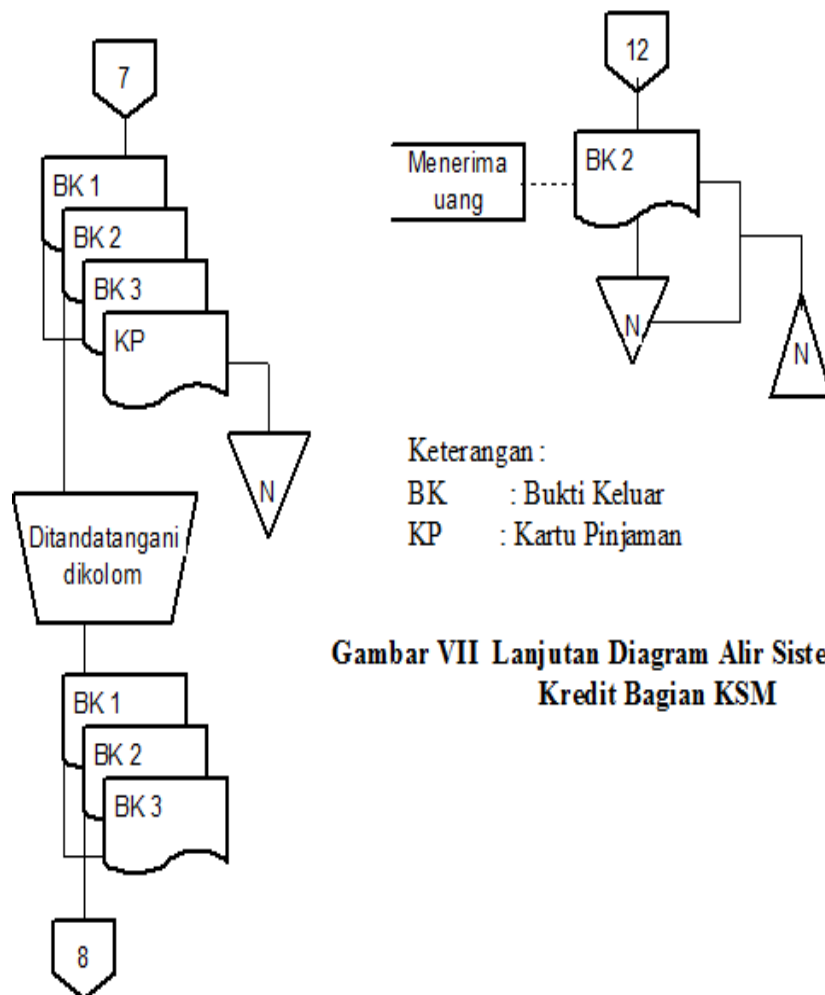 7
BK 1
BK 2
BK 3
KP
N
Ditandatangani
dikolom
BK 1
BK 2
BK 3
8
12
Menerima
uang
BK 2
N
N
Keterangan :
BK : Bukti Keluar
KP : Kartu Pinjaman
Gambar VII Lanjutan Diagram Alir Siste
Kredit Bagian KSM